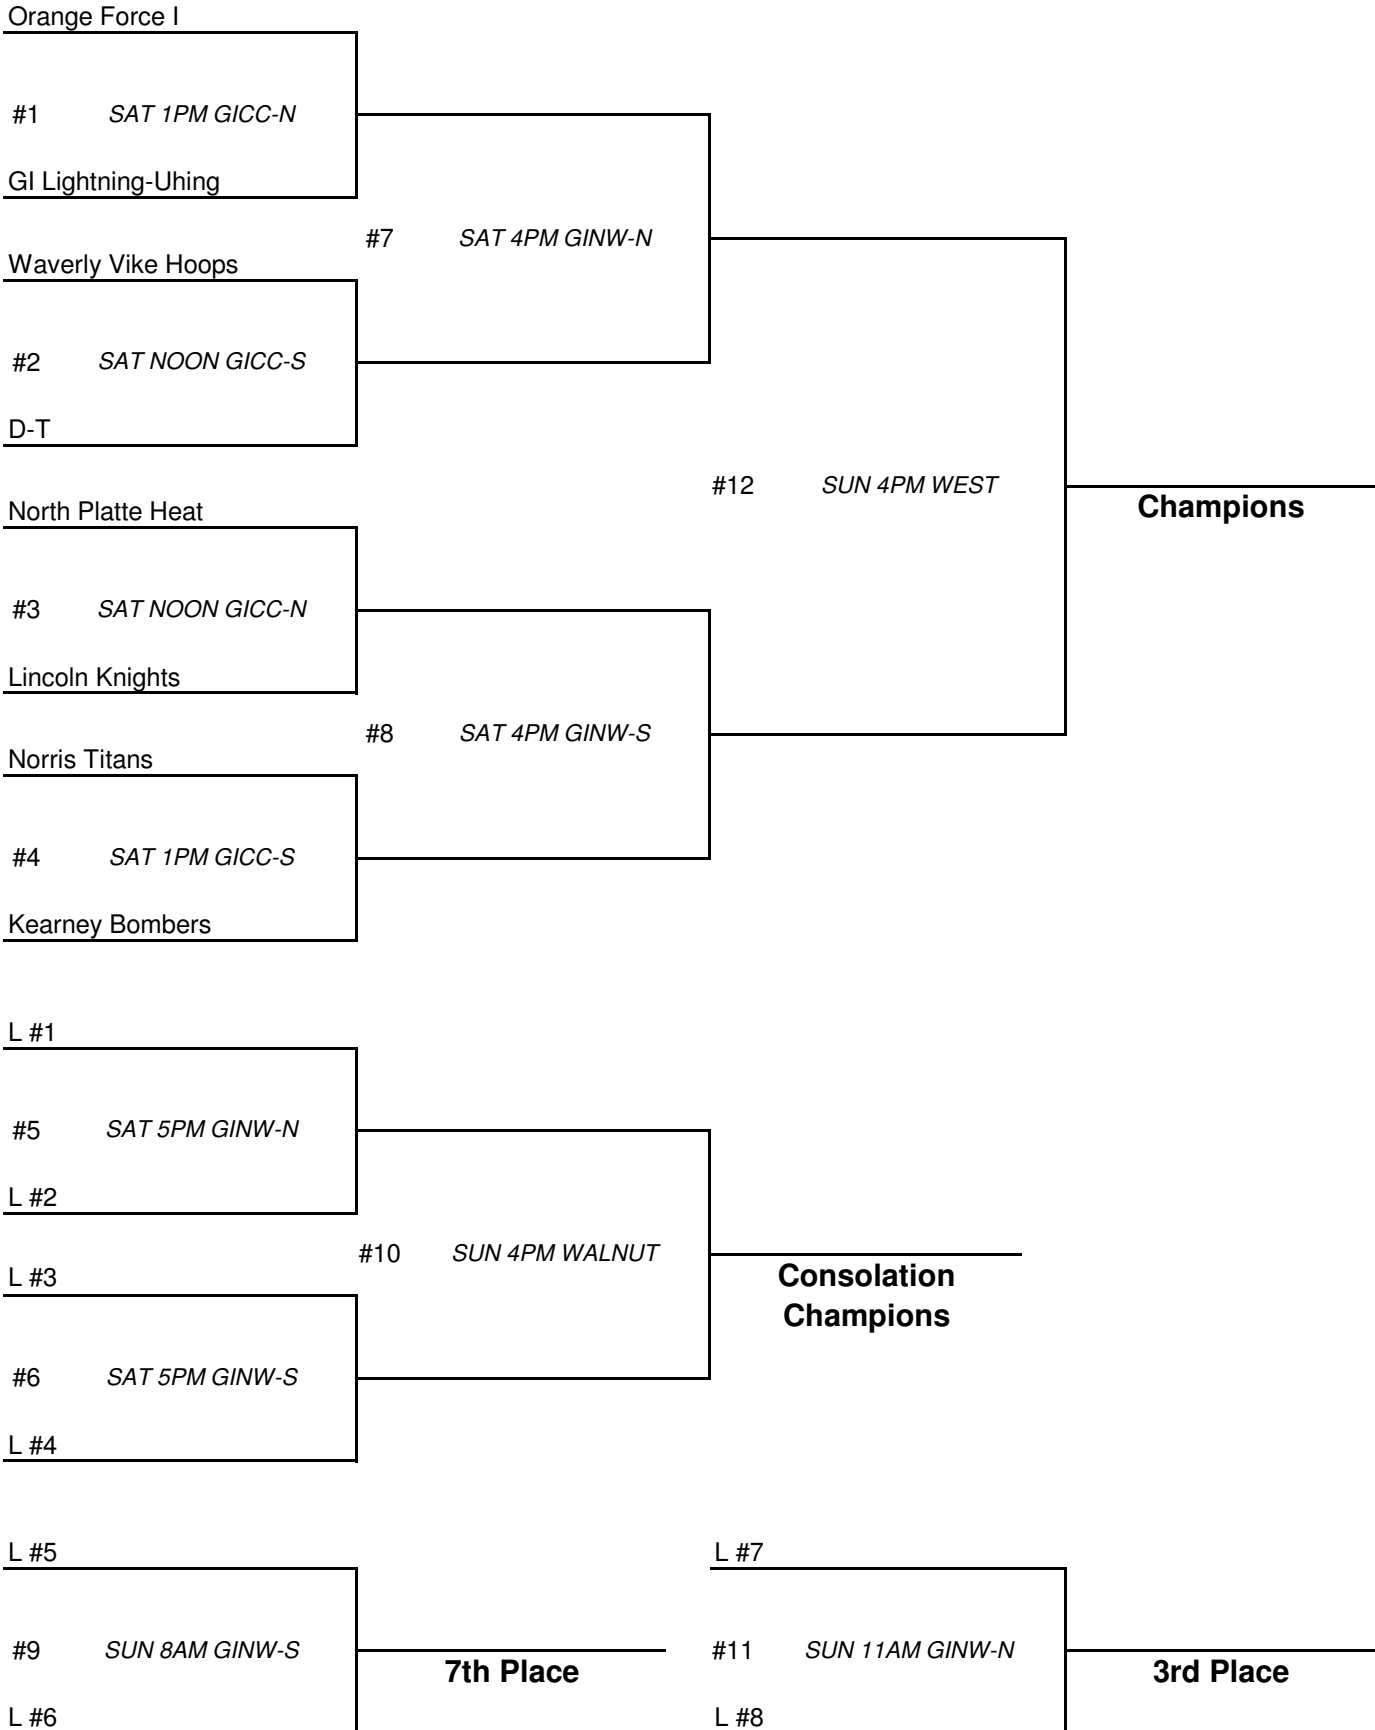 Orange Force I
#1 SAT 1PM GICC-N
GI Lightning-Uhing
#7 SAT 4PM GINW-N
Waverly Vike Hoops
#2 SAT NOON GICC-S
D-T
#12 SUN 4PM WEST
Champions
North Platte Heat
#3 SAT NOON GICC-N
Lincoln Knights
#8 SAT 4PM GINW-S
Norris Titans
#4 SAT 1PM GICC-S
Kearney Bombers
L #1
#5 SAT 5PM GINW-N
L #2
#10 SUN 4PM WALNUT
L #3
Consolation
Champions
#6 SAT 5PM GINW-S
L #4
L #5
#9 SUN 8AM GINW-S
7th Place
L #6
L #7
#11 SUN 11AM GINW-N
3rd Place
L #8